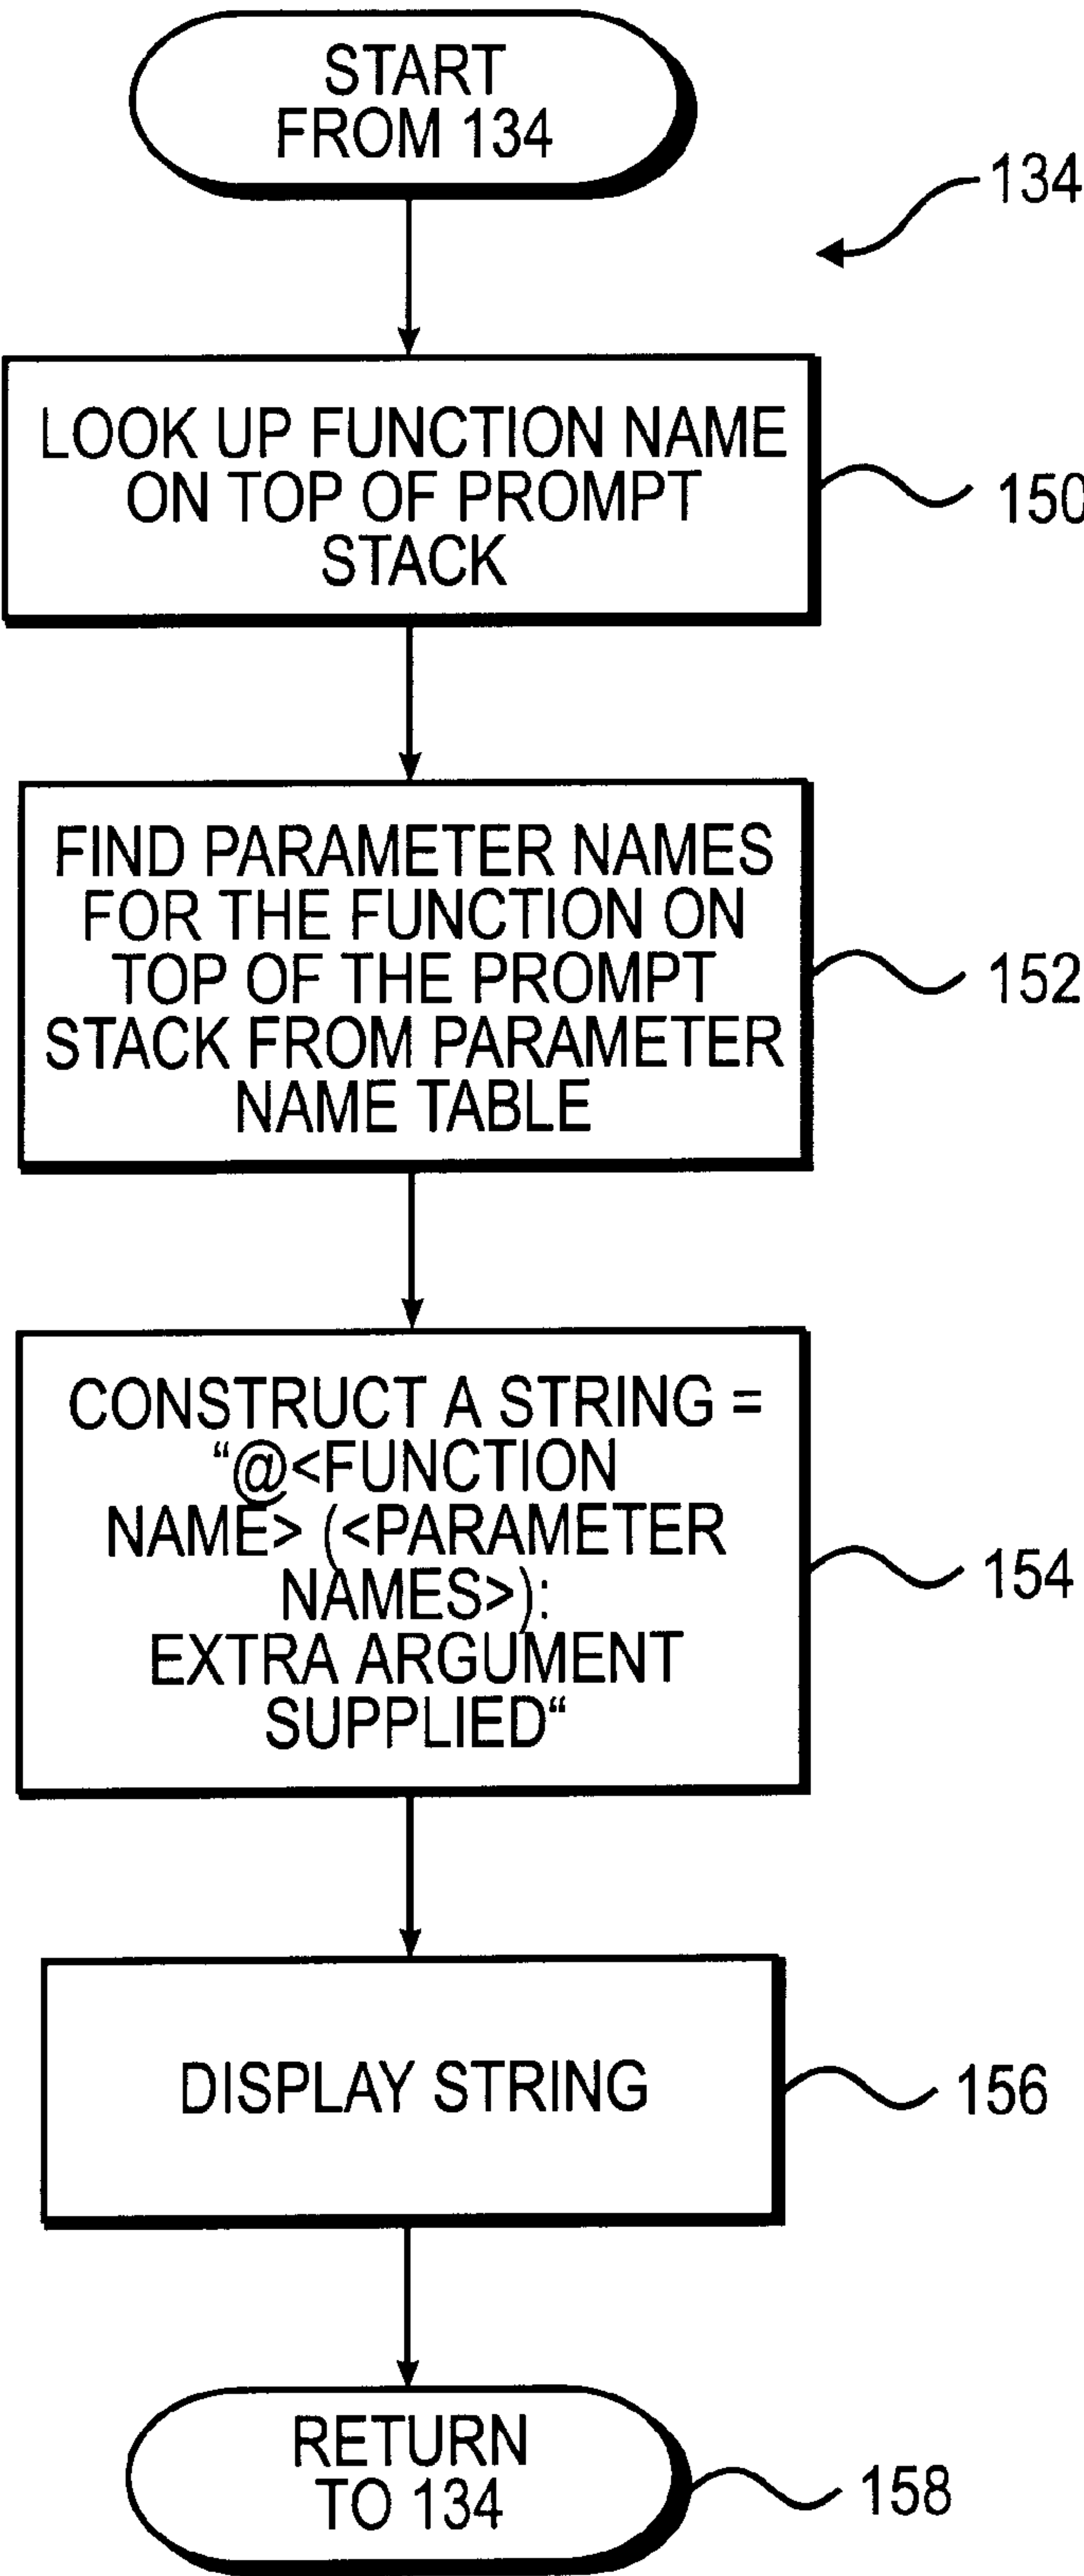 START
FROM 134
134
LOOK UP FUNCTION NAME
ON TOP OF PROMPT
STACK
150
FIND PARAMETER NAMES
FOR THE FUNCTION ON
TOP OF THE PROMPT
STACK FROM PARAMETER
NAME TABLE
152
CONSTRUCT A STRING =
“@<FUNCTION
NAME> (<PARAMETER
NAMES>):
EXTRA ARGUMENT
SUPPLIED“
154
DISPLAY STRING
156
RETURN
TO 134
158